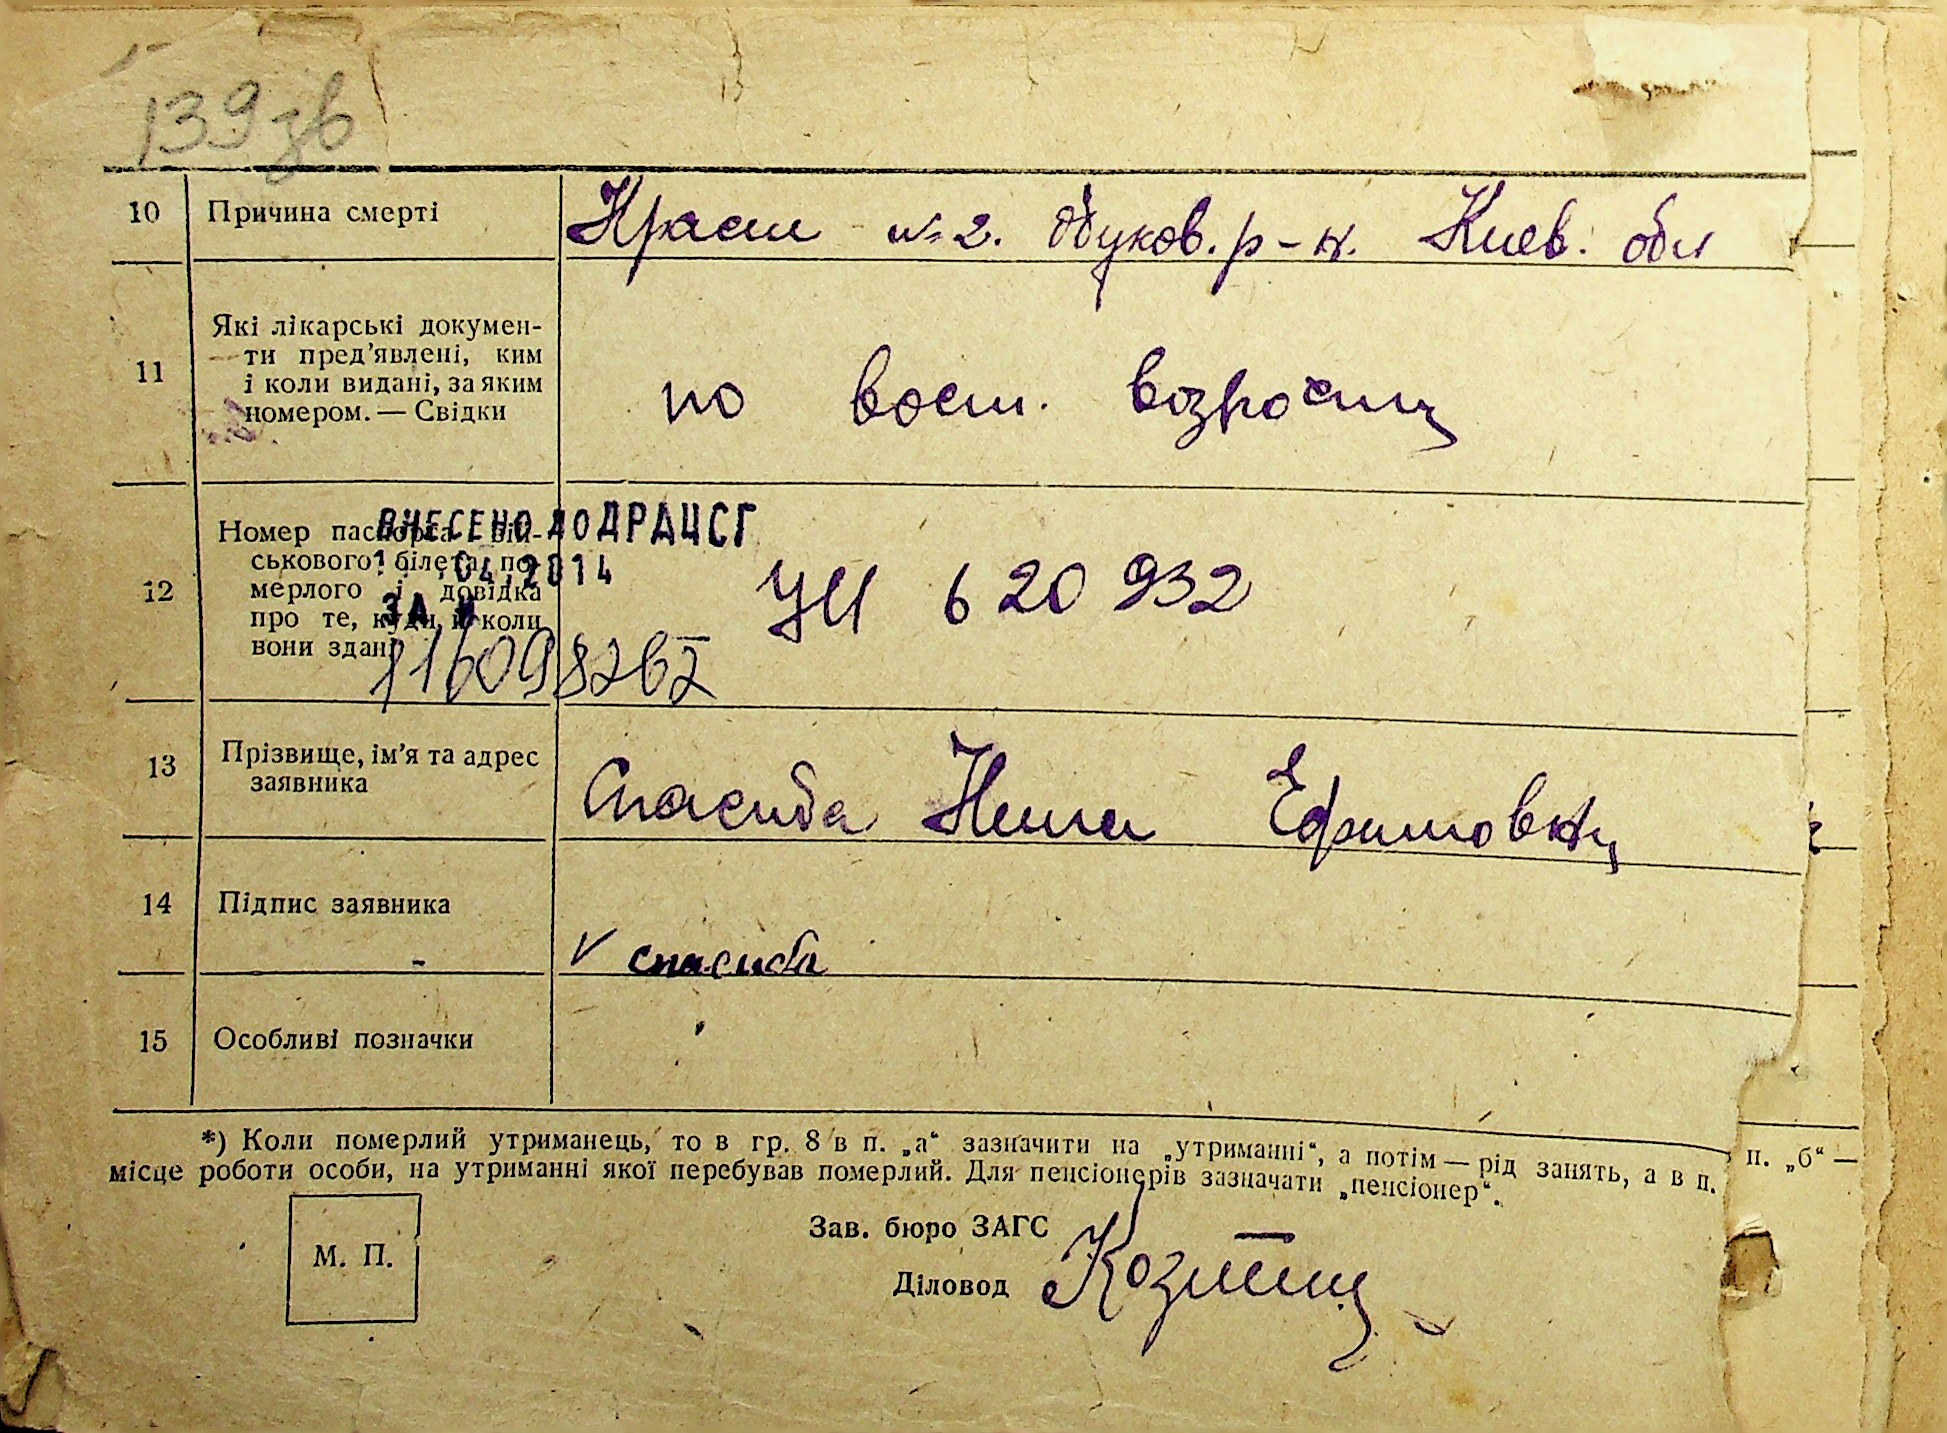 139зв
10 Причина смерті
№ 2. Обухов. р-н. Киев. обл
11 Які лікарські докумен-
ти пред'явлені, ким
і коли видані, за яким
номером. — Свідки
по возрасту
ВНЕСЕНО ДО ДРАЦСГ
04.2014
ЗА №
12 Номер паспорта і вій-
ськового білета по-
мерлого і довідка
про те, куди й коли
вони здані
620932
13 Прізвище, ім'я та адрес
заявника
Спасиба Нина Ефимовна
14 Підпис заявника
V спасиба
15 Особливі позначки
*) Коли померлий утриманець, то в гр. 8 в п. „а“ зазначити на „утриманні“, а потім — рід занять, а в п. п. „б“ —
місце роботи особи, на утриманні якої перебував померлий. Для пенсіонерів зазначати „пенсіонер“.
М. П.
Зав. бюро ЗАГС
Діловод